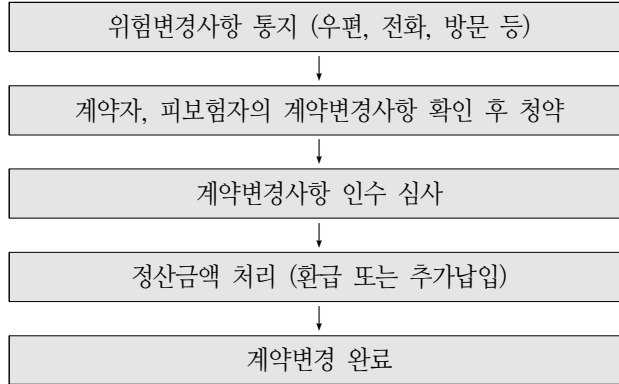 위험변경사항 통지 (우편, 전화, 방문 등)
계약자, 피보험자의 계약변경사항 확인 후 청약
계약변경사항 인수 심사
정산금액 처리 (환급 또는 추가납입)
계약변경 완료